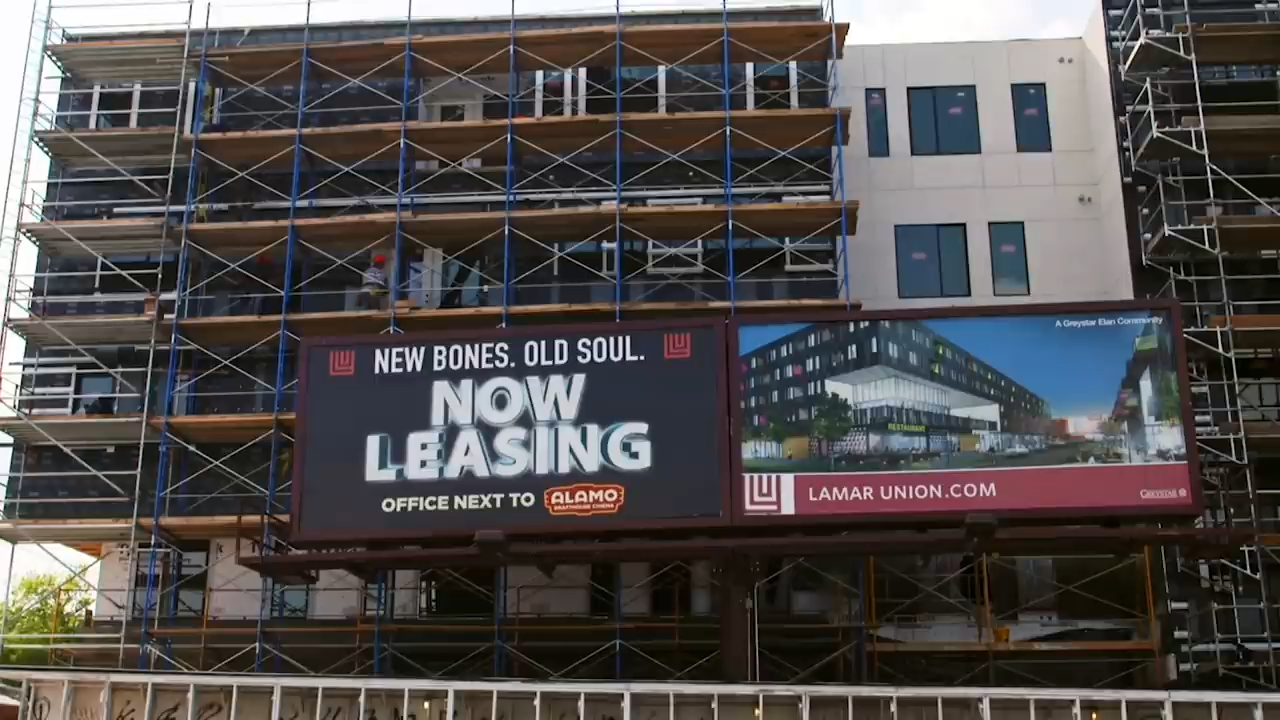 NEW BONES. OLD SOUL.
NOW
LEASING
OFFICE NEXT TO ALAMO
DRAFTHOUSE CINEMA
A Greystar Elan Community
RESTAURANT
LAMAR UNION.COM
GREYSTAR